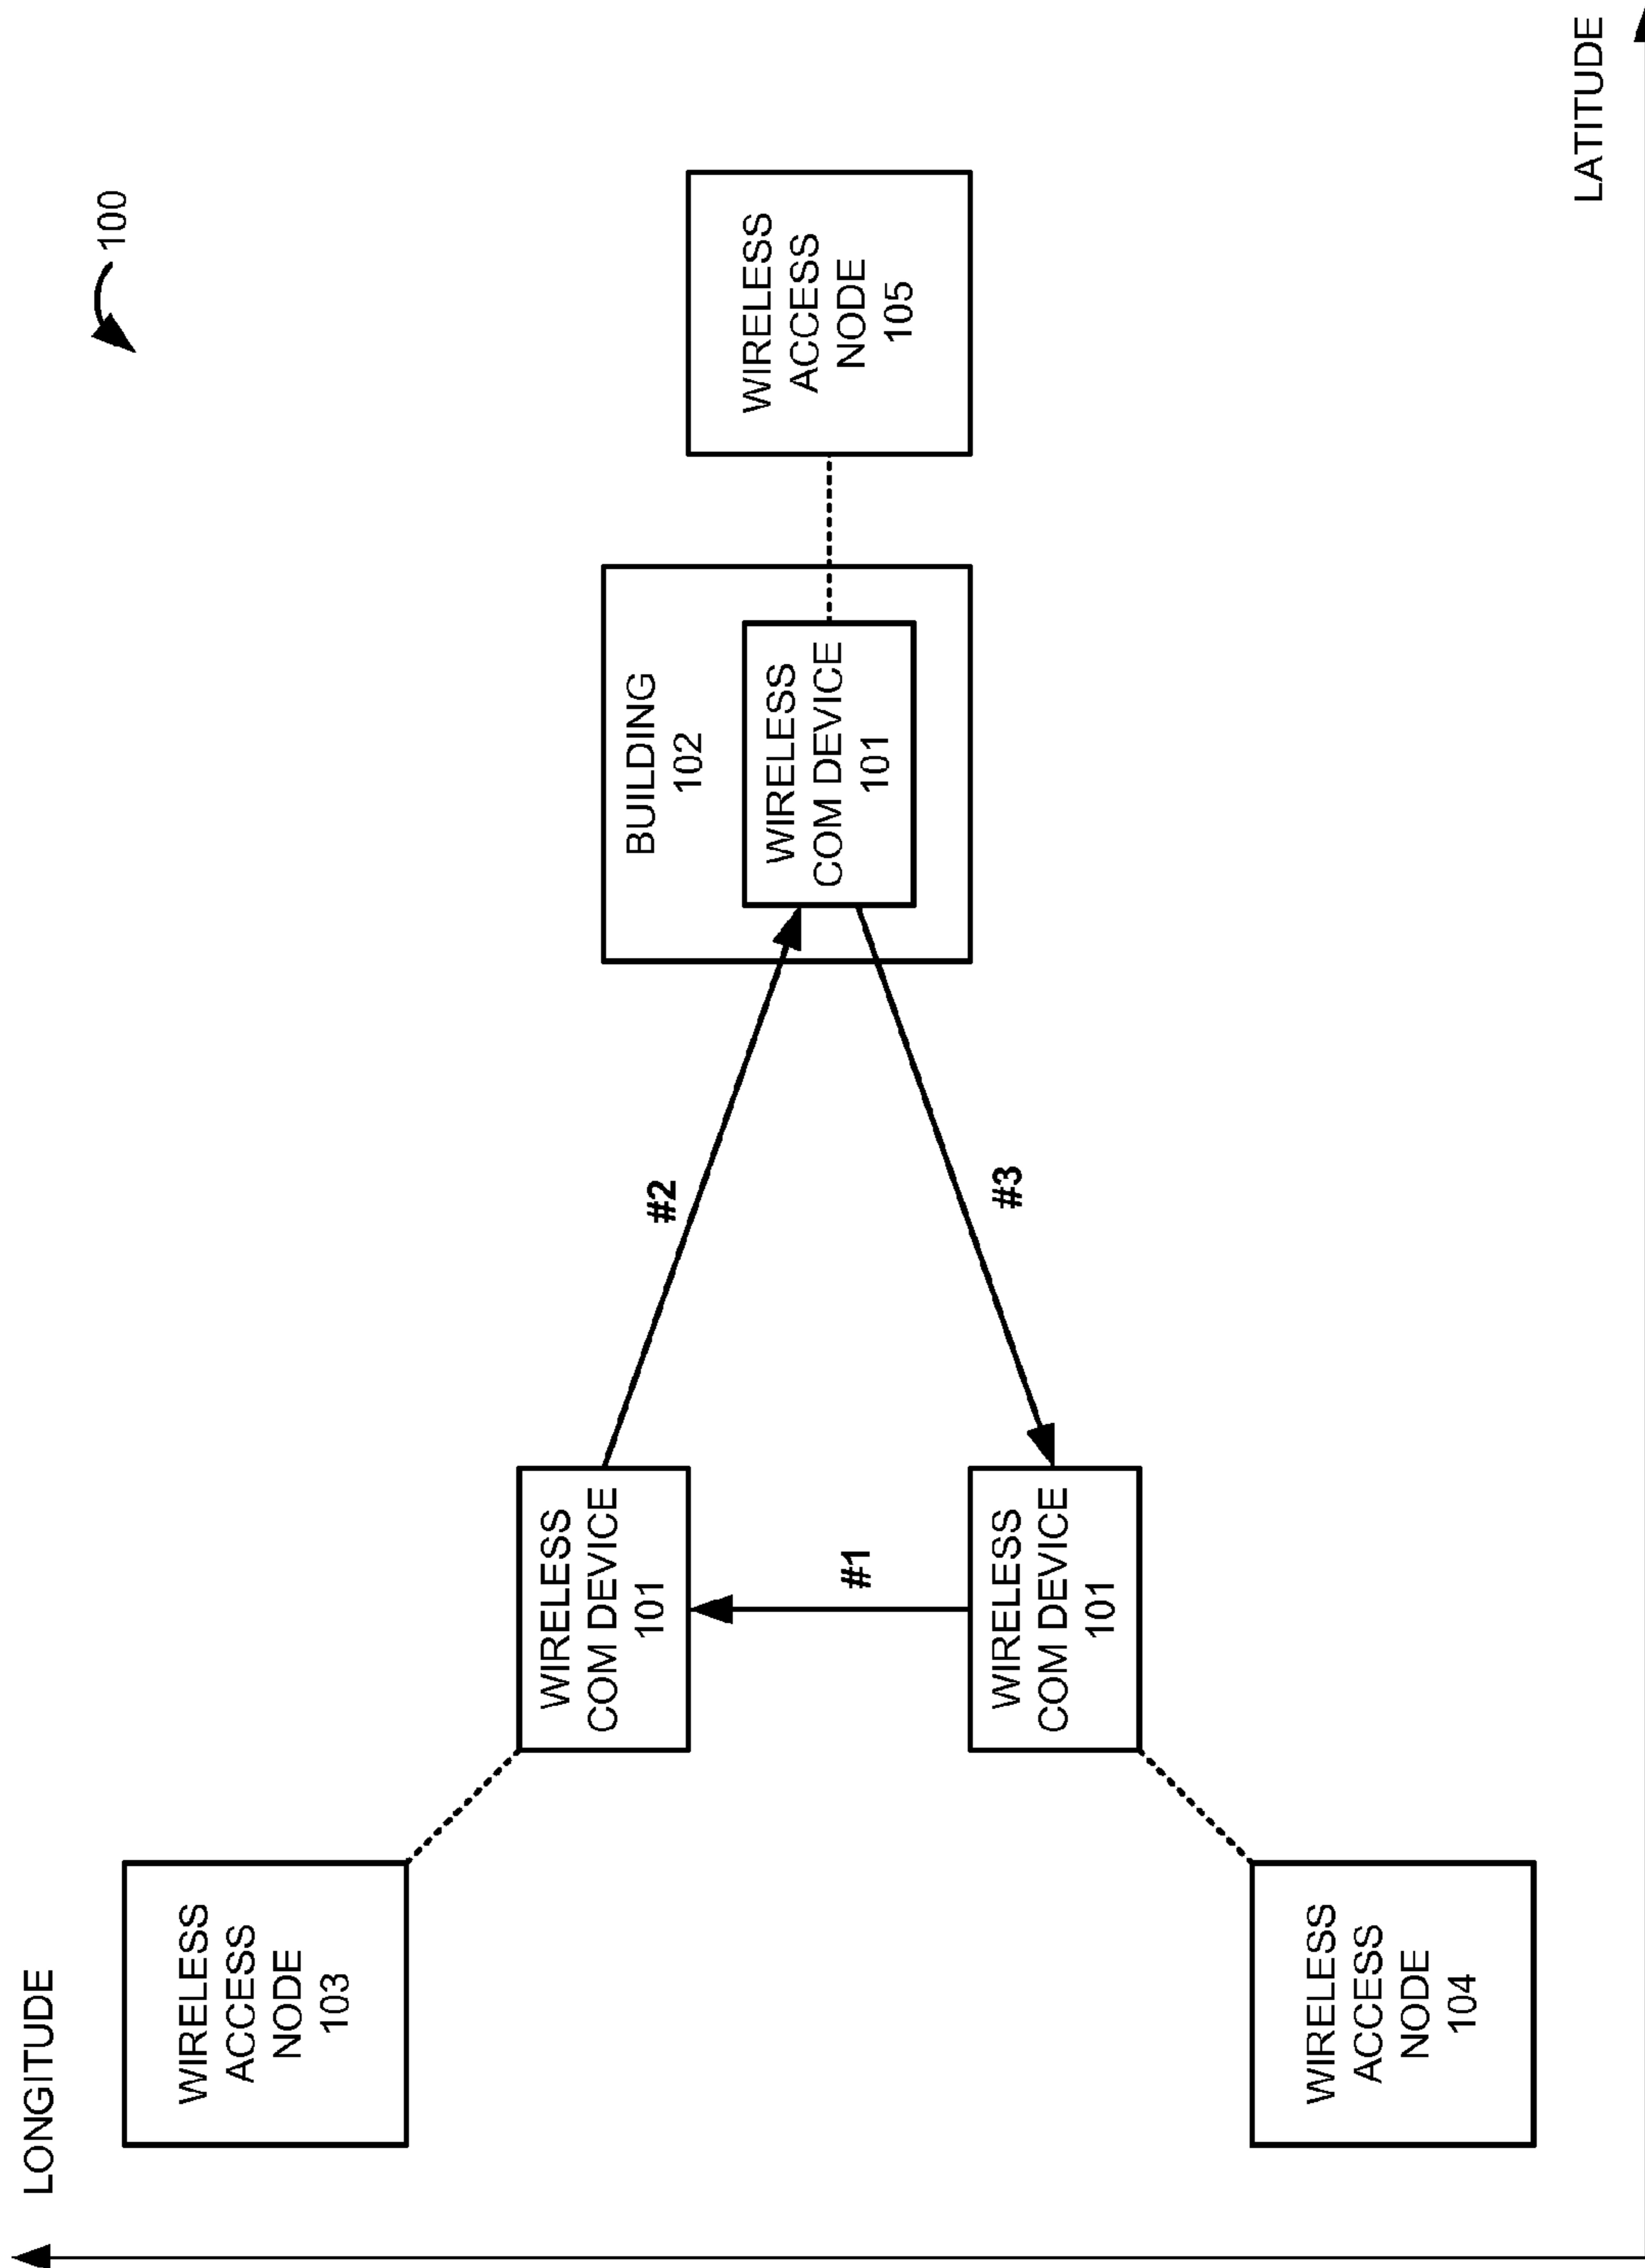 LONGITUDE
100
WIRELESS
ACCESS
NODE
103
WIRELESS
COM DEVICE
101
#2
BUILDING
102
WIRELESS
COM DEVICE
101
WIRELESS
ACCESS
NODE
105
#1
#3
WIRELESS
COM DEVICE
101
WIRELESS
ACCESS
NODE
104
LATITUDE